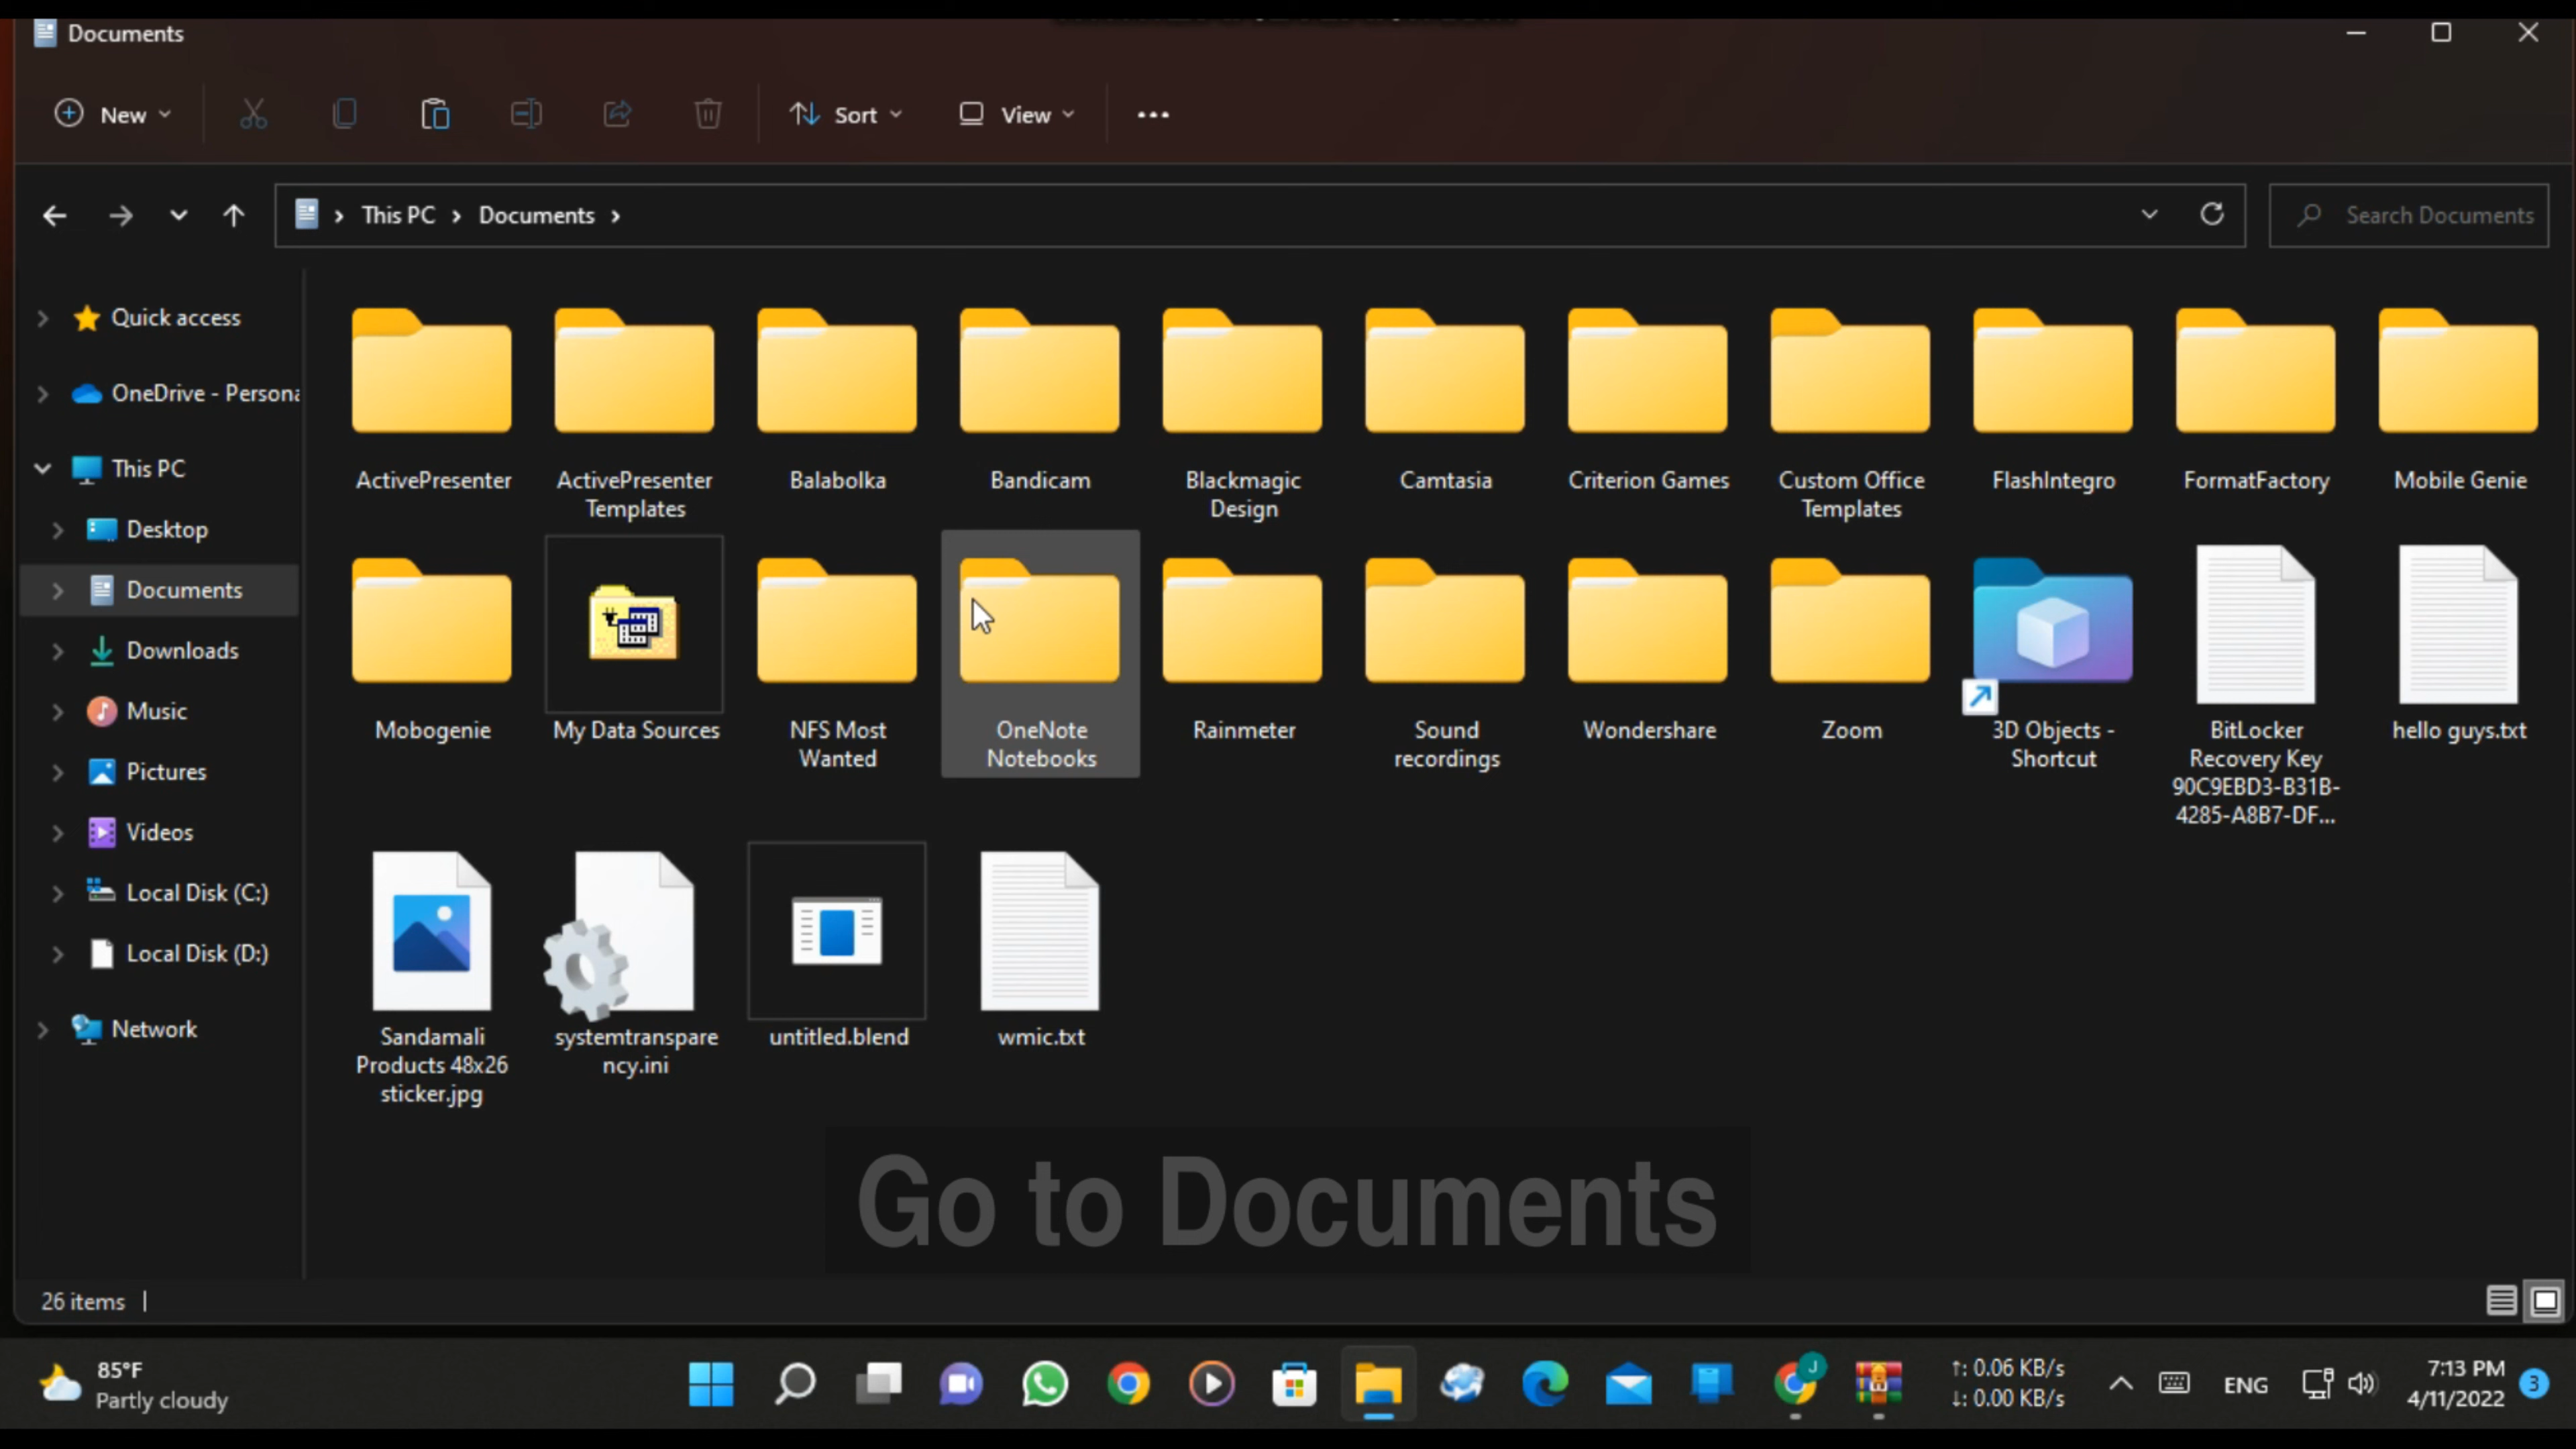 Documents
New
Sort
View
This PC
Documents
Search Documents
Quick access
OneDrive - Persona
This PC
Desktop
Documents
Downloads
Music
Pictures
Videos
Local Disk (C:)
Local Disk (D:)
Network
ActivePresenter
ActivePresenter
Templates
Balabolka
Bandicam
Blackmagic
Design
Camtasia
Criterion Games
Custom Office
Templates
FlashIntegro
FormatFactory
Mobile Genie
Mobogenie
My Data Sources
NFS Most
Wanted
OneNote
Notebooks
Rainmeter
Sound
recordings
Wondershare
Zoom
3D Objects -
Shortcut
BitLocker
Recovery Key
90C9EBD3-B31B-
4285-A8B7-DF...
hello guys.txt
Sandamali
Products 48x26
sticker.jpg
systemtranspare
ncy.ini
untitled.blend
wmic.txt
Go to Documents
26 items
85°F
Partly cloudy
J
↑: 0.06 KB/s
↓: 0.00 KB/s
ENG
7:13 PM
4/11/2022
3